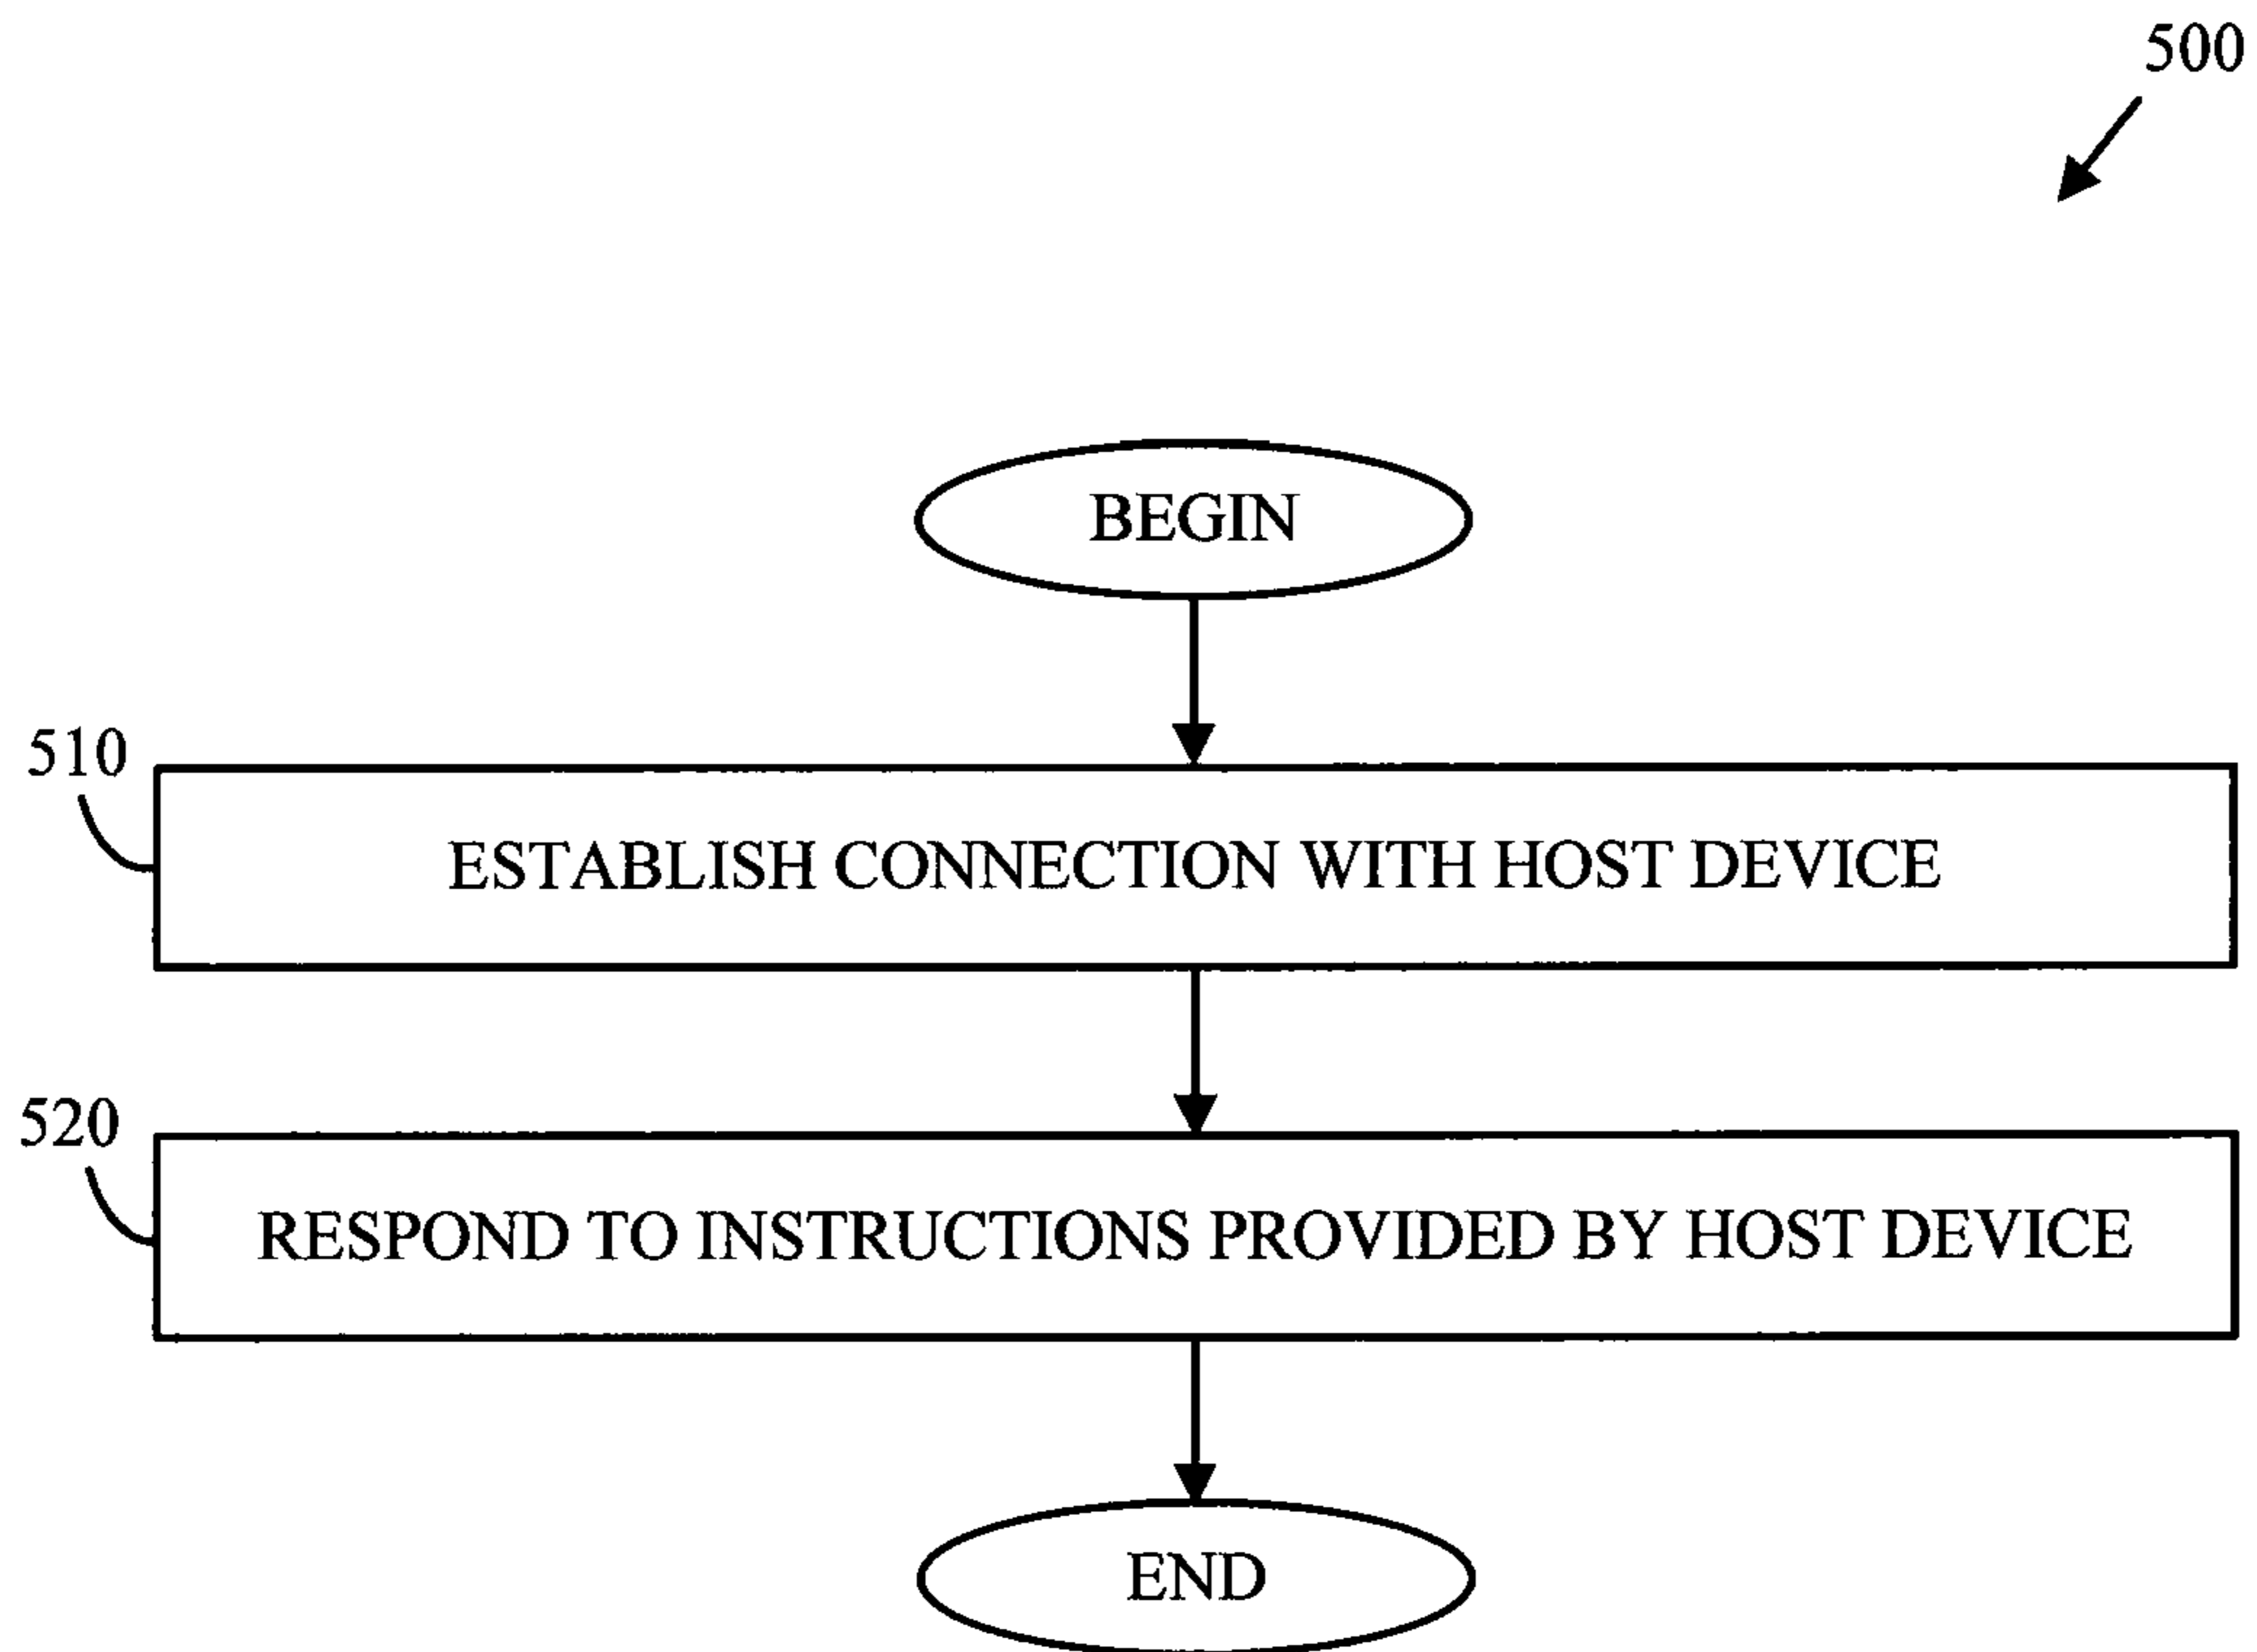 500
BEGIN
510
ESTABLISH CONNECTION WITH HOST DEVICE
520
RESPOND TO INSTRUCTIONS PROVIDED BY HOST DEVICE
END